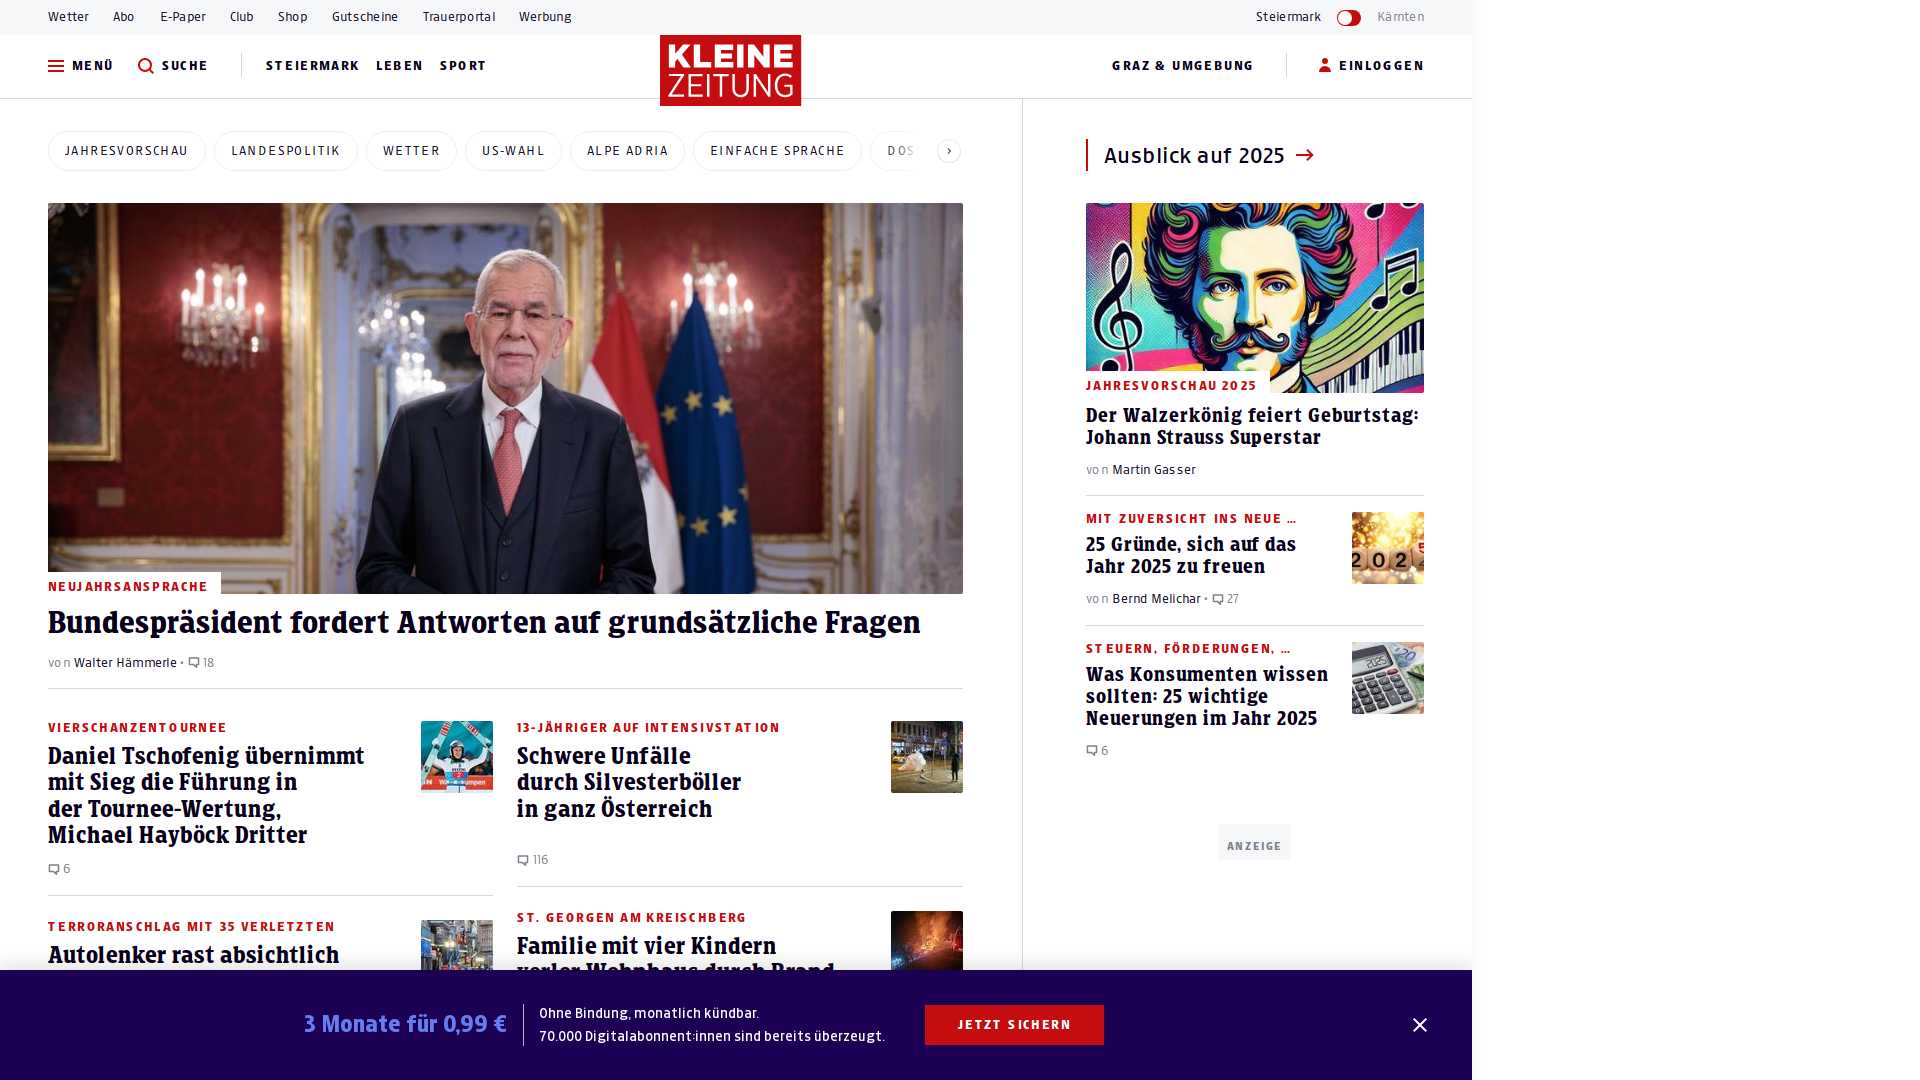 Wetter Abo E-Paper Club Shop Gutscheine Trauerportal Werbung Steiermark Kärnten
MENÜ SUCHE STEIERMARK LEBEN SPORT KLEINE ZEITUNG GRAZ & UMGEBUNG EINLOGGEN
JAHRESVORSCHAU LANDESPOLITIK WETTER US-WAHL ALPE ADRIA EINFACHE SPRACHE DOS
NEUJAHRSANSPRACHE
Bundespräsident fordert Antworten auf grundsätzliche Fragen
von Walter Hämmerle • 18
VIERSCHANZENTOURNEE
Daniel Tschofenig übernimmt
mit Sieg die Führung in
der Tournee-Wertung,
Michael Hayböck Dritter
6
TERRORANSCHLAG MIT 35 VERLETZTEN
Autolenker rast absichtlich
13-JÄHRIGER AUF INTENSIVSTATION
Schwere Unfälle
durch Silvesterböller
in ganz Österreich
116
ST. GEORGEN AM KREISCHBERG
Familie mit vier Kindern
verlor Wohnhaus durch Brand
Ausblick auf 2025
JAHRESVORSCHAU 2025
Der Walzerkönig feiert Geburtstag:
Johann Strauss Superstar
von Martin Gasser
MIT ZUVERSICHT INS NEUE ...
25 Gründe, sich auf das
Jahr 2025 zu freuen
von Bernd Melichar • 27
STEUERN, FÖRDERUNGEN, ...
Was Konsumenten wissen
sollten: 25 wichtige
Neuerungen im Jahr 2025
6
ANZEIGE
3 Monate für 0,99 €
Ohne Bindung, monatlich kündbar.
70.000 Digitalabonnent:innen sind bereits überzeugt.
JETZT SICHERN